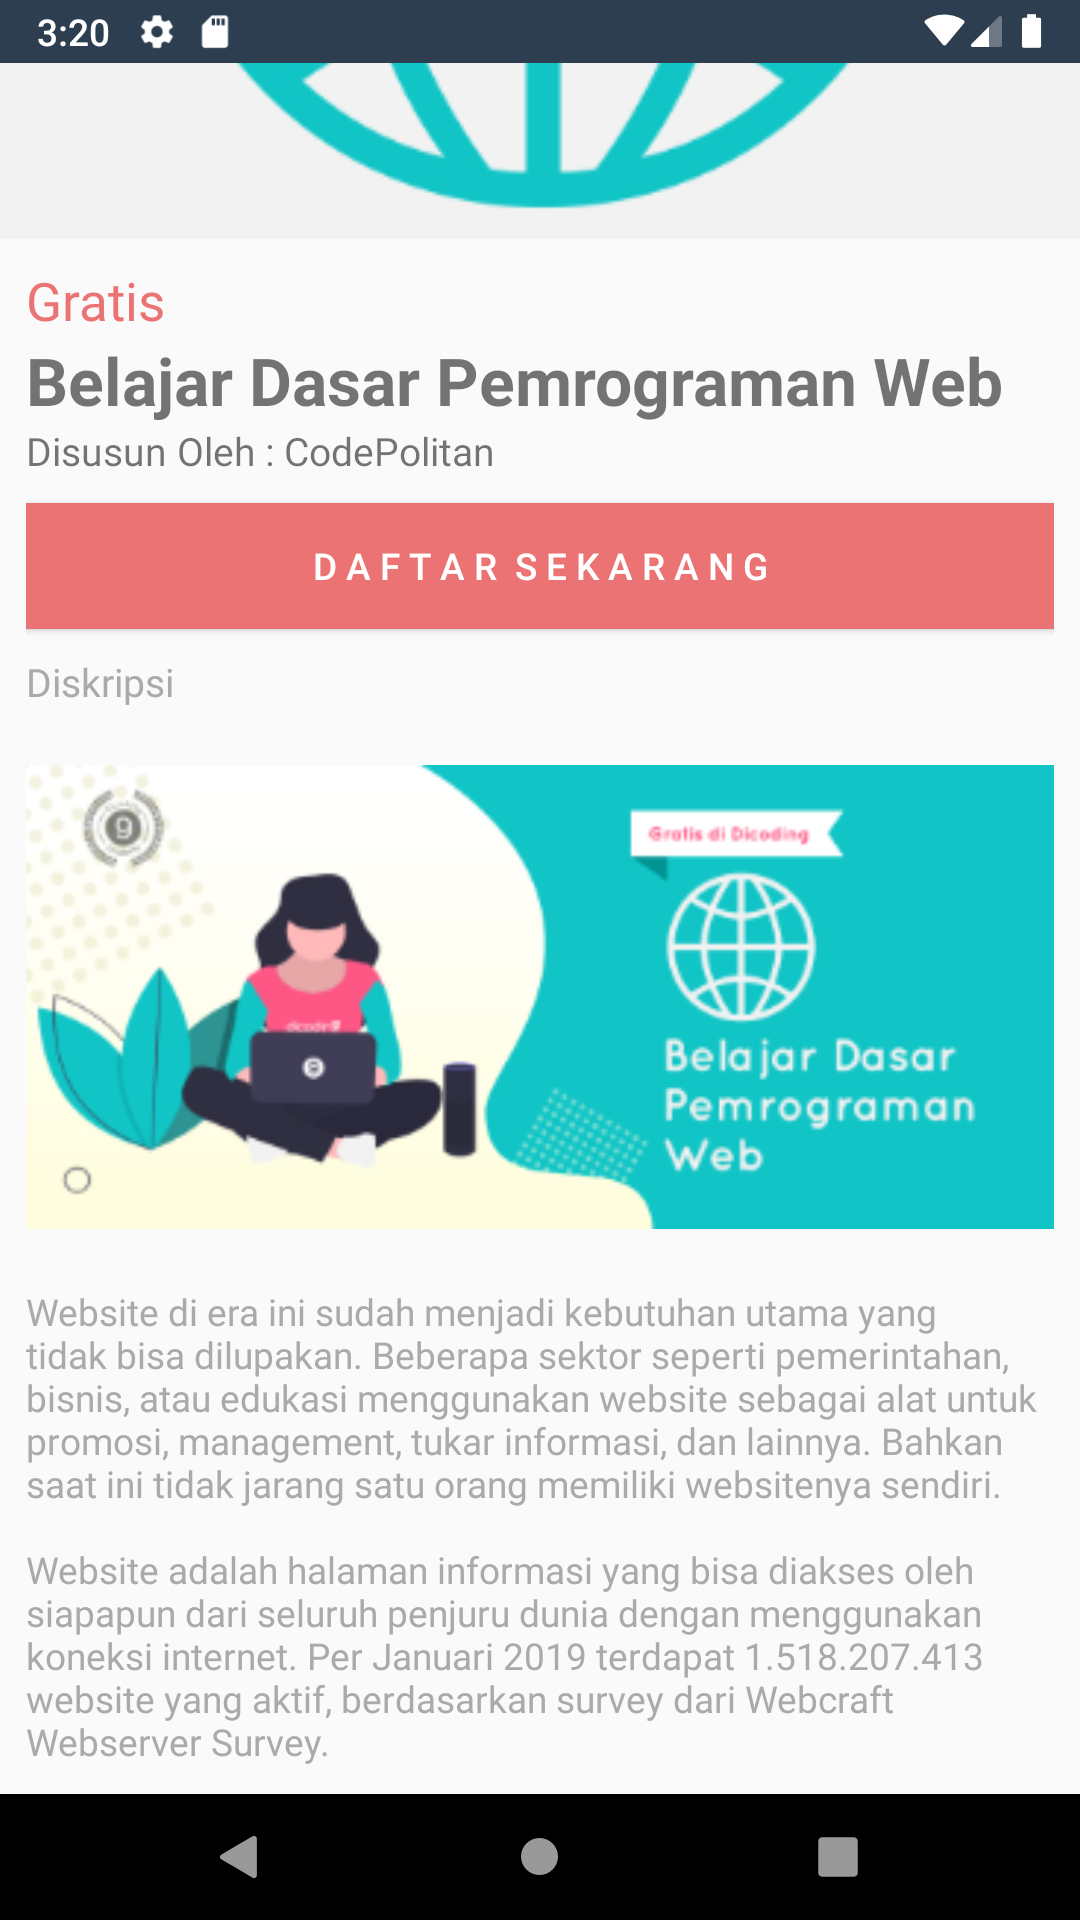 3:20
Gratis
Belajar Dasar Pemrograman Web
Disusun Oleh : CodePolitan
DAFTAR SEKARANG
Diskripsi
Gratis di Dicoding
dicoding
Belajar Dasar
Pemrograman
Web
Website di era ini sudah menjadi kebutuhan utama yang
tidak bisa dilupakan. Beberapa sektor seperti pemerintahan,
bisnis, atau edukasi menggunakan website sebagai alat untuk
promosi, management, tukar informasi, dan lainnya. Bahkan
saat ini tidak jarang satu orang memiliki websitenya sendiri.
Website adalah halaman informasi yang bisa diakses oleh
siapapun dari seluruh penjuru dunia dengan menggunakan
koneksi internet. Per Januari 2019 terdapat 1.518.207.413
website yang aktif, berdasarkan survey dari Webcraft
Webserver Survey.